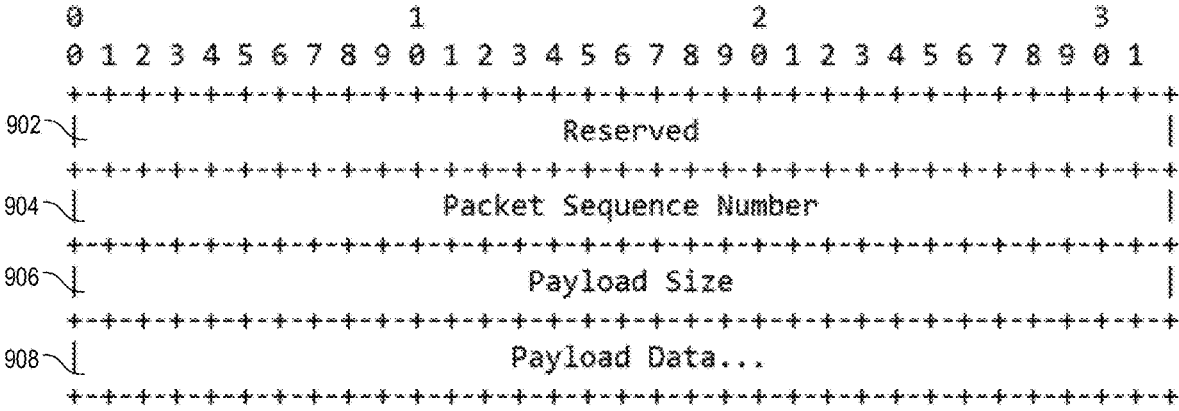 0 1 2 3
0 1 2 3 4 5 6 7 8 9 0 1 2 3 4 5 6 7 8 9 0 1 2 3 4 5 6 7 8 9 0 1
+-+-+-+-+-+-+-+-+-+-+-+-+-+-+-+-+-+-+-+-+-+-+-+-+-+-+-+-+-+-+-+-+
902 | Reserved |
+-+-+-+-+-+-+-+-+-+-+-+-+-+-+-+-+-+-+-+-+-+-+-+-+-+-+-+-+-+-+-+-+
904 | Packet Sequence Number |
+-+-+-+-+-+-+-+-+-+-+-+-+-+-+-+-+-+-+-+-+-+-+-+-+-+-+-+-+-+-+-+-+
906 | Payload Size |
+-+-+-+-+-+-+-+-+-+-+-+-+-+-+-+-+-+-+-+-+-+-+-+-+-+-+-+-+-+-+-+-+
908 | Payload Data...
+-+-+-+-+-+-+-+-+-+-+-+-+-+-+-+-+-+-+-+-+-+-+-+-+-+-+-+-+-+-+-+-+